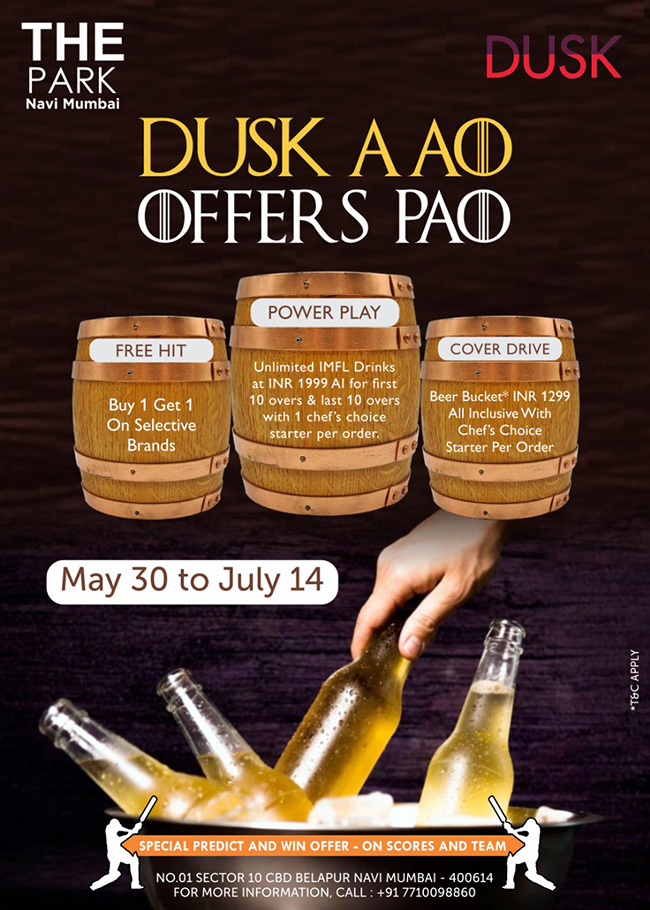 THE
PARK
Navi Mumbai
DUSK
DUSK AAO
OFFERS PAO
FREE HIT
Buy 1 Get 1
On Selective
Brands
POWER PLAY
Unlimited IMFL Drinks
at INR 1999 AI for first
10 overs & last 10 overs
with 1 chef's choice
starter per order.
COVER DRIVE
Beer Bucket* INR 1299
All Inclusive With
Chef's Choice
Starter Per Order
May 30 to July 14
*T&C APPLY
SPECIAL PREDICT AND WIN OFFER - ON SCORES AND TEAM
NO.01 SECTOR 10 CBD BELAPUR NAVI MUMBAI - 400614
FOR MORE INFORMATION, CALL : +91 7710098860